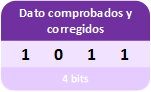 Dato comprobados y
corregidos
1 0 1 1
4 bits